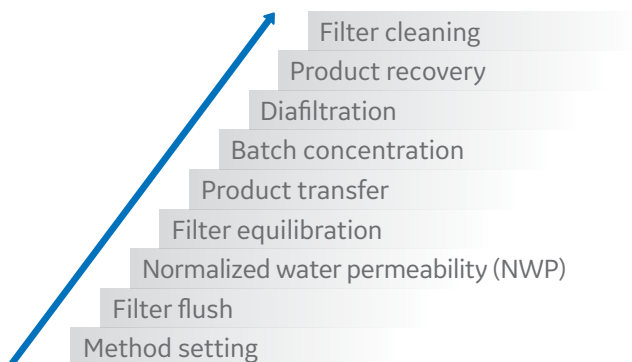 Filter cleaning
Product recovery
Diafiltration
Batch concentration
Product transfer
Filter equilibration
Normalized water permeability (NWP)
Filter flush
Method setting